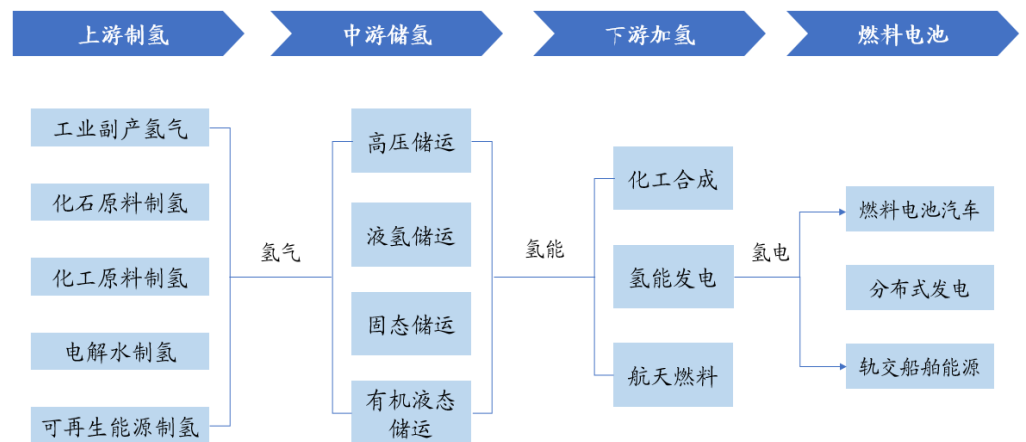 上游制氢
中游储氢
下游加氢
燃料电池
工业副产氢气
化石原料制氢
化工原料制氢
电解水制氢
可再生能源制氢
氢气
高压储运
液氢储运
固态储运
有机液态
储运
氢能
化工合成
氢能发电
航天燃料
氢电
燃料电池汽车
分布式发电
轨交船舶能源